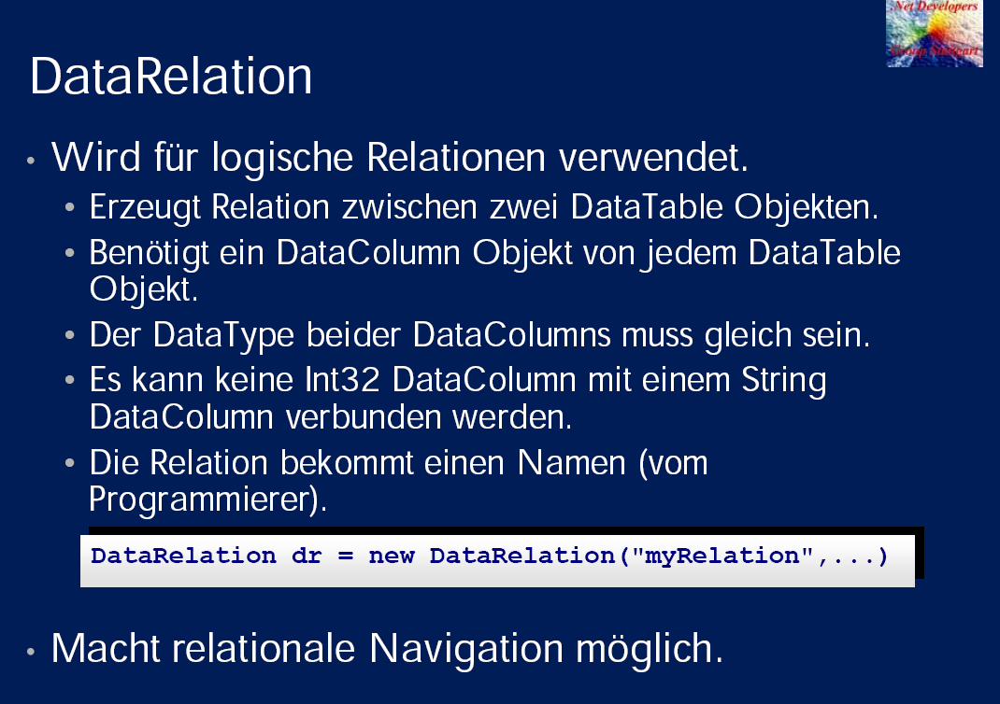 .Net Developers
Group Stuttgart
DataRelation
• Wird für logische Relationen verwendet.
• Erzeugt Relation zwischen zwei DataTable Objekten.
• Benötigt ein DataColumn Objekt von jedem DataTable
Objekt.
• Der DataType beider DataColumns muss gleich sein.
• Es kann keine Int32 DataColumn mit einem String
DataColumn verbunden werden.
• Die Relation bekommt einen Namen (vom
Programmierer).
DataRelation dr = new DataRelation("myRelation",...)
• Macht relationale Navigation möglich.